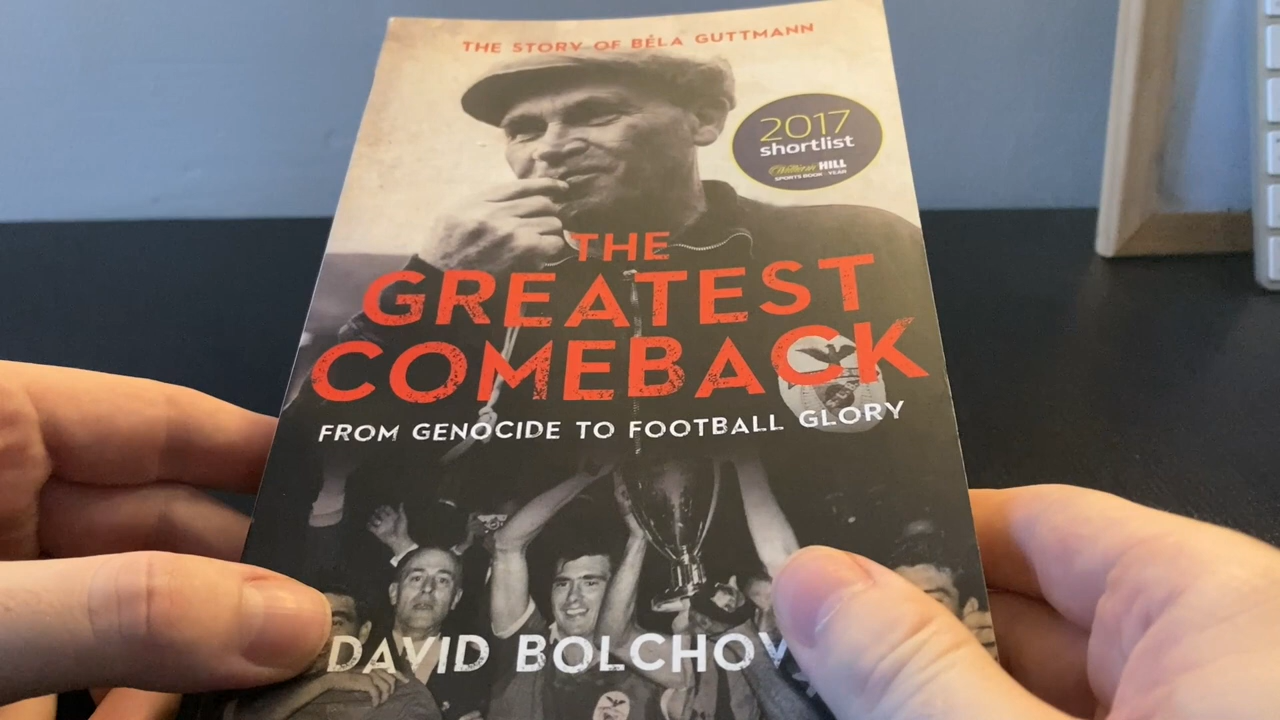 THE STORY OF BÉLA GUTTMANN
2017
shortlist
William HILL
SPORTS BOOK of the YEAR
THE
GREATEST
COMEBACK
FROM GENOCIDE TO FOOTBALL GLORY
DAVID BOLCHOV